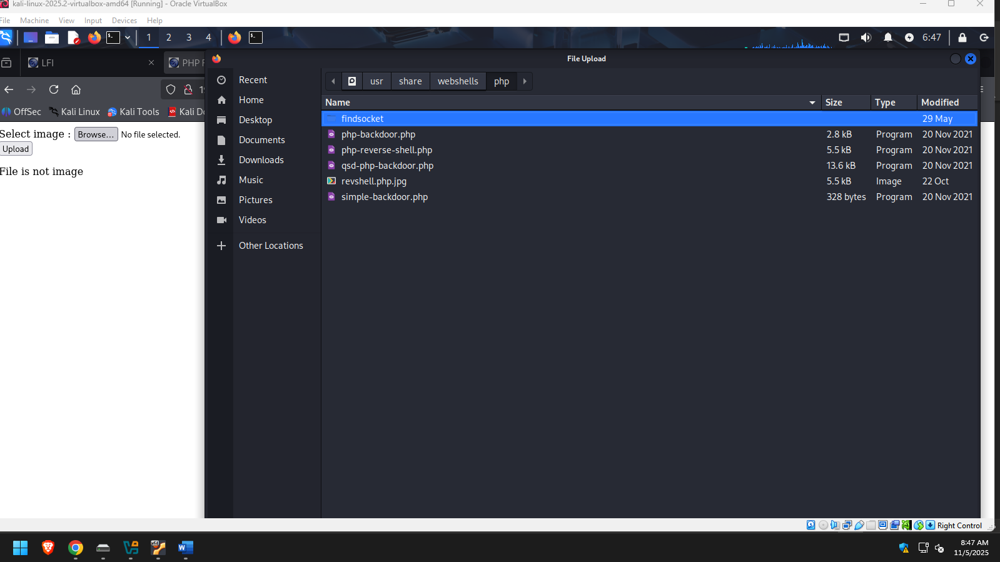 kali-linux-2025.2-virtualbox-amd64 [Running] - Oracle VirtualBox
File Machine View Input Devices Help
1 2 3 4 6:47
LFI PHP F
File Upload
OffSec Kali Linux Kali Tools Kali Do
Select image : Browse... No file selected.
Upload
File is not image
Recent
Home
Desktop
Documents
Downloads
Music
Pictures
Videos
Other Locations
usr share webshells php
Name Size Type Modified
findsocket 29 May
php-backdoor.php 2.8 kB Program 20 Nov 2021
php-reverse-shell.php 5.5 kB Program 20 Nov 2021
qsd-php-backdoor.php 13.6 kB Program 20 Nov 2021
revshell.php.jpg 5.5 kB Image 22 Oct
simple-backdoor.php 328 bytes Program 20 Nov 2021
Right Control
8:47 AM
11/5/2025